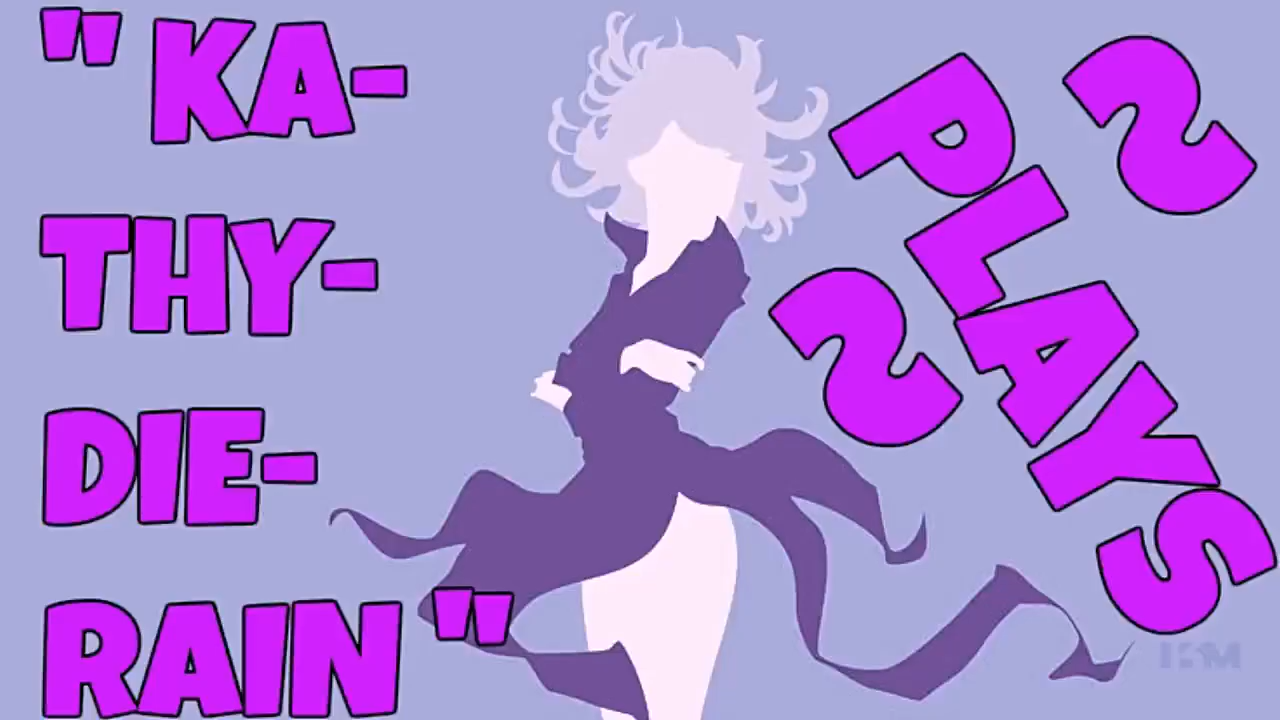 " KA-
THY-
DIE-
RAIN "
PLAYS